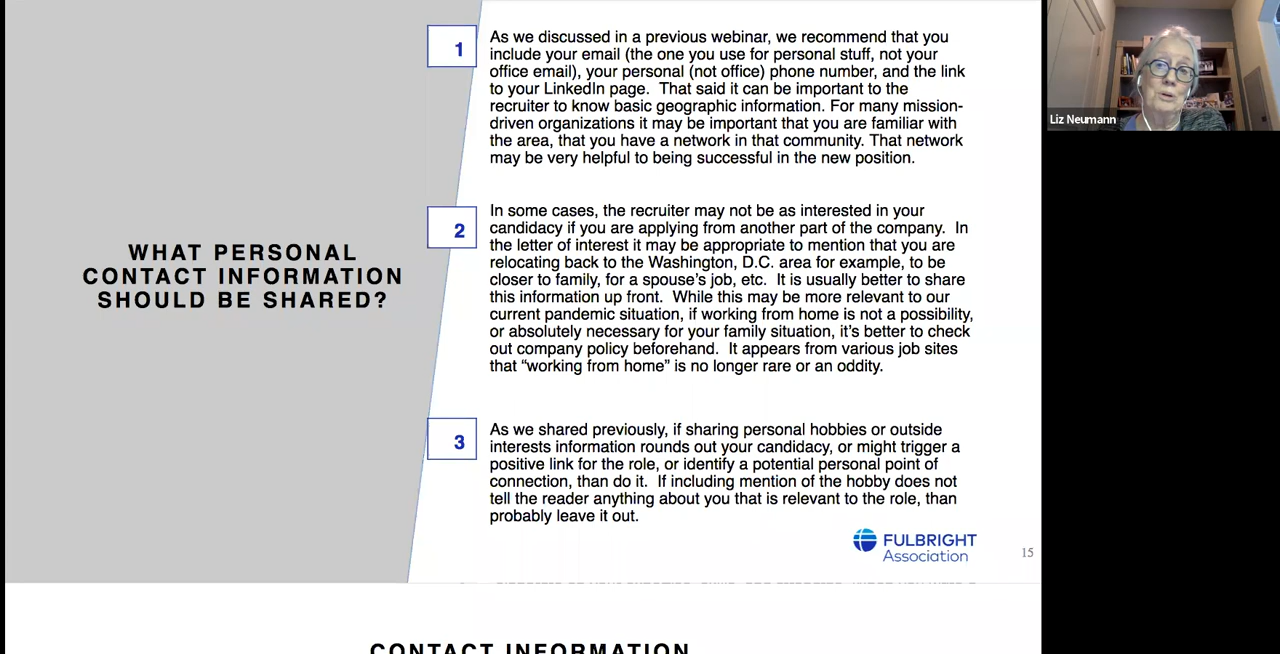 WHAT PERSONAL
CONTACT INFORMATION
SHOULD BE SHARED?
1
As we discussed in a previous webinar, we recommend that you
include your email (the one you use for personal stuff, not your
office email), your personal (not office) phone number, and the link
to your LinkedIn page.  That said it can be important to the
recruiter to know basic geographic information. For many mission-
driven organizations it may be important that you are familiar with
the area, that you have a network in that community. That network
may be very helpful to being successful in the new position.
2
In some cases, the recruiter may not be as interested in your
candidacy if you are applying from another part of the company.  In
the letter of interest it may be appropriate to mention that you are
relocating back to the Washington, D.C. area for example, to be
closer to family, for a spouse's job, etc.  It is usually better to share
this information up front.  While this may be more relevant to our
current pandemic situation, if working from home is not a possibility,
or absolutely necessary for your family situation, it's better to check
out company policy beforehand.  It appears from various job sites
that “working from home” is no longer rare or an oddity.
3
As we shared previously, if sharing personal hobbies or outside
interests information rounds out your candidacy, or might trigger a
positive link for the role, or identify a potential personal point of
connection, than do it.  If including mention of the hobby does not
tell the reader anything about you that is relevant to the role, than
probably leave it out.
FULBRIGHT
Association
15
CONTACT INFORMATION
Liz Neumann